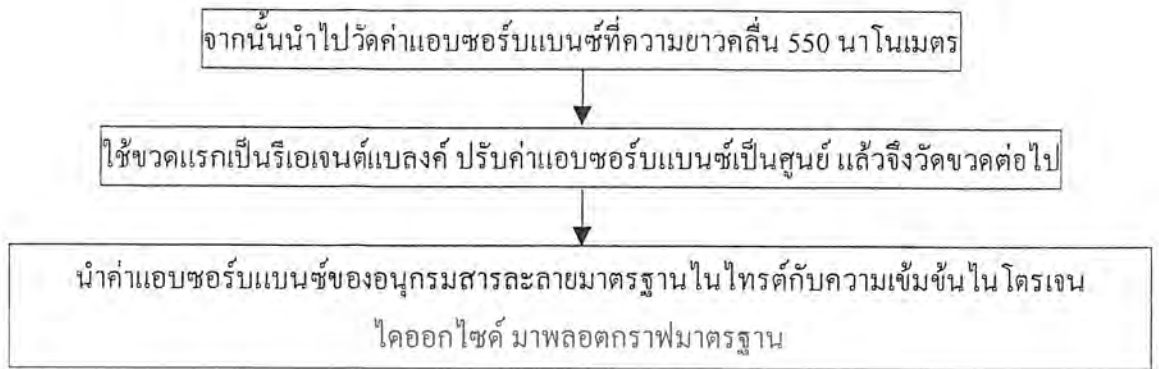 จากนั้นนำไปวัดค่าแอบซอร์บแบนซ์ที่ความยาวคลื่น 550 นาโนเมตร
ใช้ขวดแรกเป็นรีเอเจนต์แบลงค์ ปรับค่าแอบซอร์บแบนซ์เป็นศูนย์ แล้วจึงวัดขวดต่อไป
นำค่าแอบซอร์บแบนซ์ของอนุกรมสารละลายมาตรฐานไนไทรต์กับความเข้มข้นไนโตรเจน
ไดออกไซด์ มาพลอตกราฟมาตรฐาน